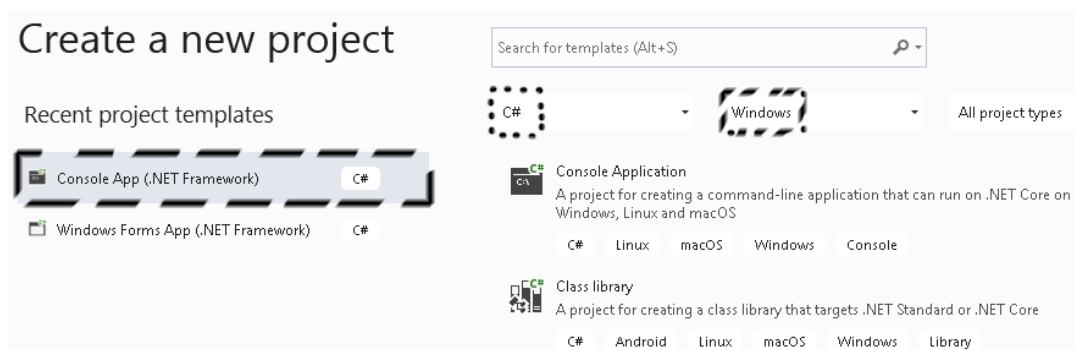 Create a new project
Recent project templates
Console App (.NET Framework) C#
Windows Forms App (.NET Framework) C#
Search for templates (Alt+S)
C# Windows All project types
C#
C:\
Console Application
A project for creating a command-line application that can run on .NET Core on
Windows, Linux and macOS
C# Linux macOS Windows Console
C#
Class library
A project for creating a class library that targets .NET Standard or .NET Core
C# Android Linux macOS Windows Library